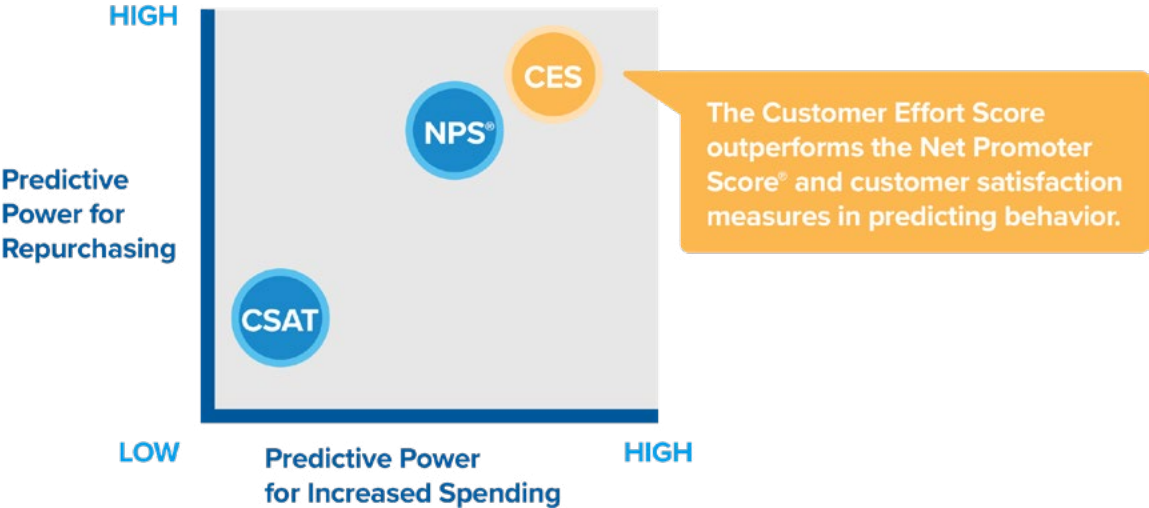 HIGH
CES
NPS®
The Customer Effort Score
outperforms the Net Promoter
Score® and customer satisfaction
measures in predicting behavior.
Predictive
Power for
Repurchasing
CSAT
LOW
HIGH
Predictive Power
for Increased Spending